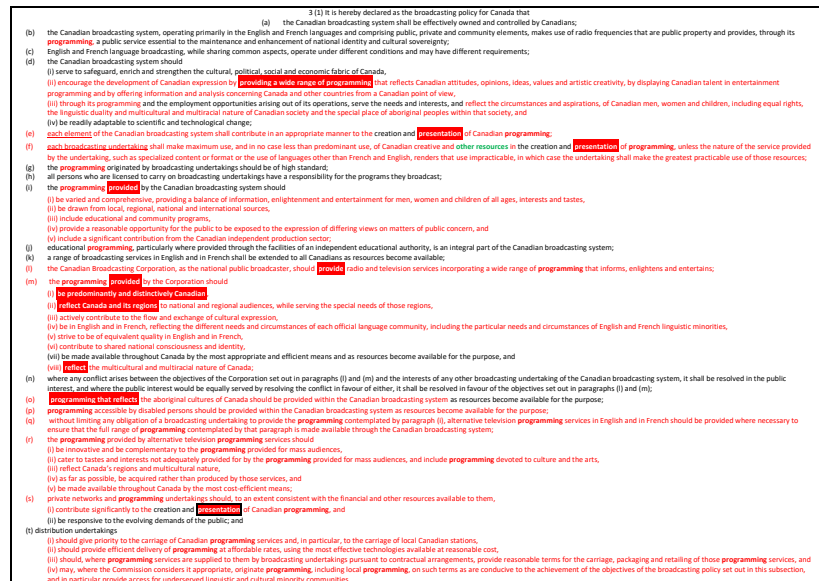 3 (1) It is hereby declared as the broadcasting policy for Canada that
(a) the Canadian broadcasting system shall be effectively owned and controlled by Canadians;
(b) the Canadian broadcasting system, operating primarily in the English and French languages and comprising public, private and community elements, makes use of radio frequencies that are public property and provides, through its
programming, a public service essential to the maintenance and enhancement of national identity and cultural sovereignty;
(c) English and French language broadcasting, while sharing common aspects, operate under different conditions and may have different requirements;
(d) the Canadian broadcasting system should
(i) serve to safeguard, enrich and strengthen the cultural, political, social and economic fabric of Canada,
(ii) encourage the development of Canadian expression by providing a wide range of programming that reflects Canadian attitudes, opinions, ideas, values and artistic creativity, by displaying Canadian talent in entertainment
programming and by offering information and analysis concerning Canada and other countries from a Canadian point of view,
(iii) through its programming and the employment opportunities arising out of its operations, serve the needs and interests, and reflect the circumstances and aspirations, of Canadian men, women and children, including equal rights,
the linguistic duality and multicultural and multiracial nature of Canadian society and the special place of aboriginal peoples within that society, and
(iv) be readily adaptable to scientific and technological change;
(e) each element of the Canadian broadcasting system shall contribute in an appropriate manner to the creation and presentation of Canadian programming;
(f) each broadcasting undertaking shall make maximum use, and in no case less than predominant use, of Canadian creative and other resources in the creation and presentation of programming, unless the nature of the service provided
by the undertaking, such as specialized content or format or the use of languages other than French and English, renders that use impracticable, in which case the undertaking shall make the greatest practicable use of those resources;
(g) the programming originated by broadcasting undertakings should be of high standard;
(h) all persons who are licensed to carry on broadcasting undertakings have a responsibility for the programs they broadcast;
(i) the programming provided by the Canadian broadcasting system should
(i) be varied and comprehensive, providing a balance of information, enlightenment and entertainment for men, women and children of all ages, interests and tastes,
(ii) be drawn from local, regional, national and international sources,
(iii) include educational and community programs,
(iv) provide a reasonable opportunity for the public to be exposed to the expression of differing views on matters of public concern, and
(v) include a significant contribution from the Canadian independent production sector;
(j) educational programming, particularly where provided through the facilities of an independent educational authority, is an integral part of the Canadian broadcasting system;
(k) a range of broadcasting services in English and in French shall be extended to all Canadians as resources become available;
(l) the Canadian Broadcasting Corporation, as the national public broadcaster, should provide radio and television services incorporating a wide range of programming that informs, enlightens and entertains;
(m) the programming provided by the Corporation should
(i) be predominantly and distinctively Canadian
(ii) reflect Canada and its regions to national and regional audiences, while serving the special needs of those regions,
(iii) actively contribute to the flow and exchange of cultural expression,
(iv) be in English and in French, reflecting the different needs and circumstances of each official language community, including the particular needs and circumstances of English and French linguistic minorities,
(v) strive to be of equivalent quality in English and in French,
(vi) contribute to shared national consciousness and identity,
(vii) be made available throughout Canada by the most appropriate and efficient means and as resources become available for the purpose, and
(viii) reflect the multicultural and multiracial nature of Canada;
(n) where any conflict arises between the objectives of the Corporation set out in paragraphs (l) and (m) and the interests of any other broadcasting undertaking of the Canadian broadcasting system, it shall be resolved in the public
interest, and where the public interest would be equally served by resolving the conflict in favour of either, it shall be resolved in favour of the objectives set out in paragraphs (l) and (m);
(o) programming that reflects the aboriginal cultures of Canada should be provided within the Canadian broadcasting system as resources become available for the purpose;
(p) programming accessible by disabled persons should be provided within the Canadian broadcasting system as resources become available for the purpose;
(q) without limiting any obligation of a broadcasting undertaking to provide the programming contemplated by paragraph (i), alternative television programming services in English and in French should be provided where necessary to
ensure that the full range of programming contemplated by that paragraph is made available through the Canadian broadcasting system;
(r) the programming provided by alternative television programming services should
(i) be innovative and be complementary to the programming provided for mass audiences,
(ii) cater to tastes and interests not adequately provided for by the programming provided for mass audiences, and include programming devoted to culture and the arts,
(iii) reflect Canada's regions and multicultural nature,
(iv) as far as possible, be acquired rather than produced by those services, and
(v) be made available throughout Canada by the most cost-efficient means;
(s) private networks and programming undertakings should, to an extent consistent with the financial and other resources available to them,
(i) contribute significantly to the creation and presentation of Canadian programming, and
(ii) be responsive to the evolving demands of the public; and
(t) distribution undertakings
(i) should give priority to the carriage of Canadian programming services and, in particular, to the carriage of local Canadian stations,
(ii) should provide efficient delivery of programming at affordable rates, using the most effective technologies available at reasonable cost,
(iii) should, where programming services are supplied to them by broadcasting undertakings pursuant to contractual arrangements, provide reasonable terms for the carriage, packaging and retailing of those programming services, and
(iv) may, where the Commission considers it appropriate, originate programming, including local programming, on such terms as are conducive to the achievement of the objectives of the broadcasting policy set out in this subsection,
and in particular provide access for underserved linguistic and cultural minority communities.